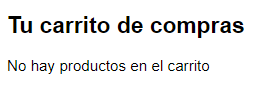 Tu carrito de compras
No hay productos en el carrito